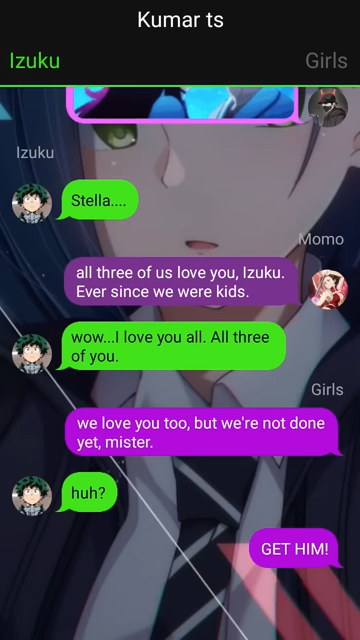 Kumar ts
Izuku
Girls
Izuku
Stella....
Momo
all three of us love you, Izuku.
Ever since we were kids.
wow...I love you all. All three
of you.
Girls
we love you too, but we're not done
yet, mister.
huh?
GET HIM!